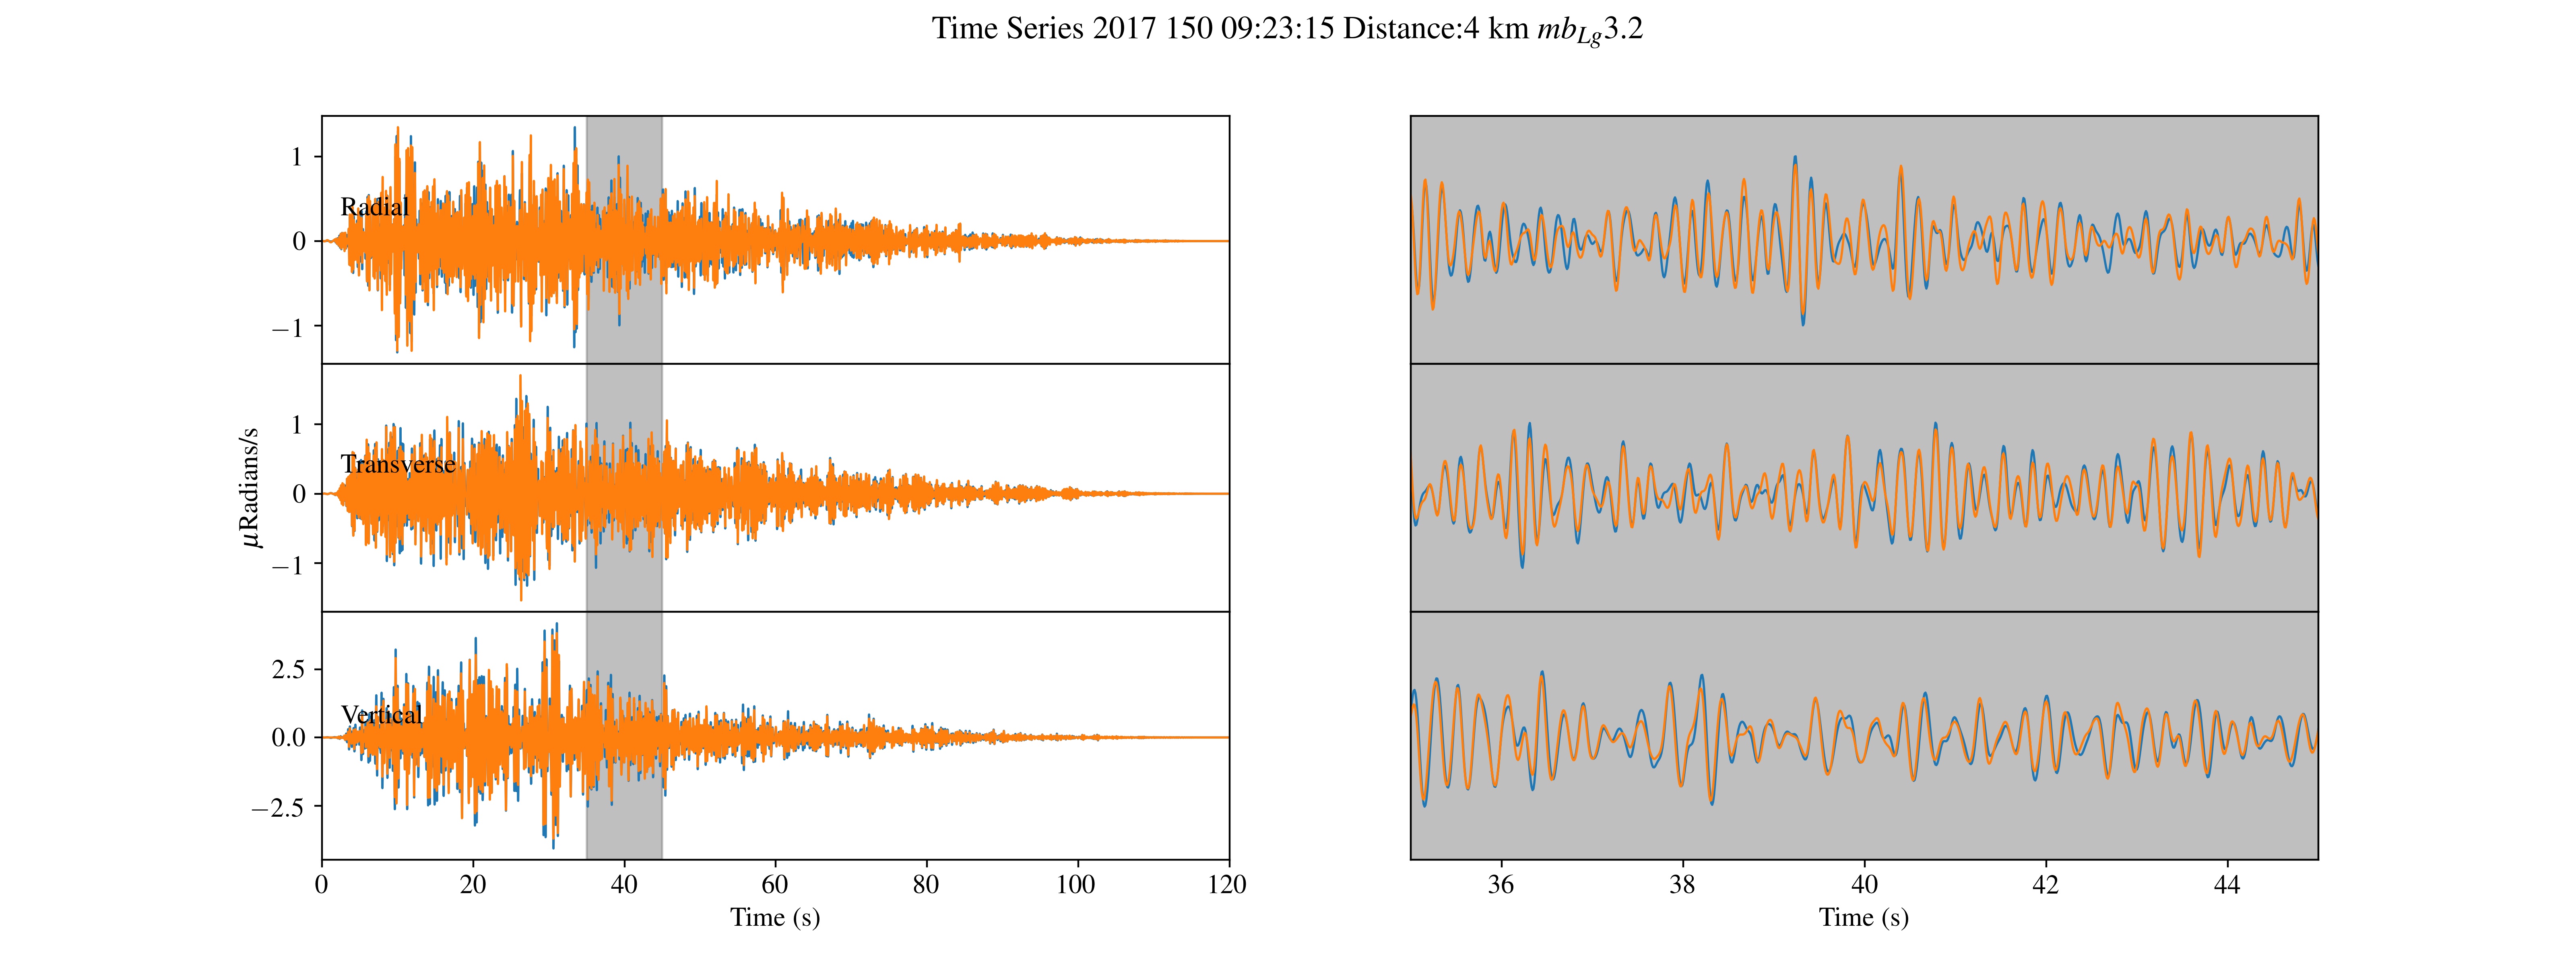 Time Series 2017 150 09:23:15 Distance:4 km mb_Lg3.2
1
Radial
0
−1
1
Transverse
0
−1
μRadians/s
2.5
Vertical
0.0
−2.5
0 20 40 60 80 100 120
Time (s)
36 38 40 42 44
Time (s)